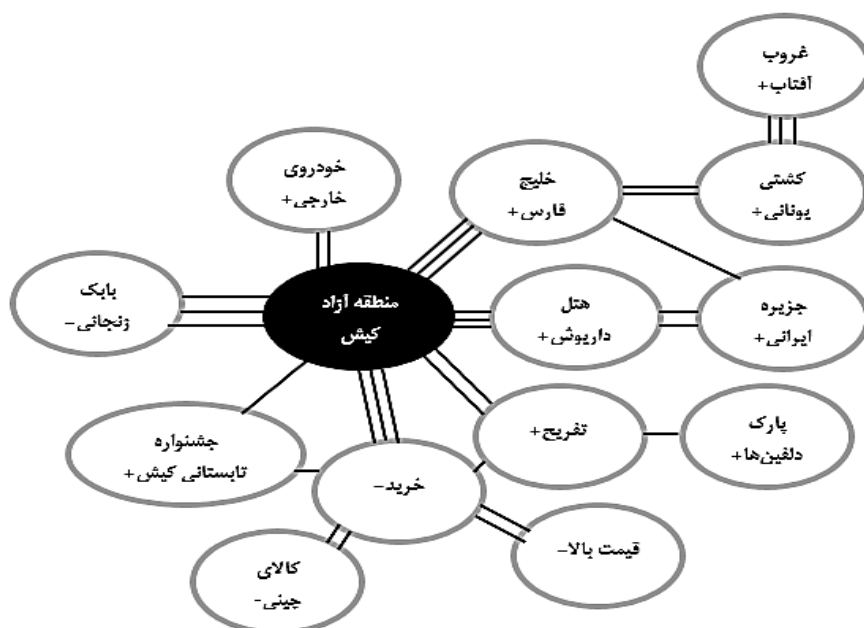 غروب
آفتاب+
خودروی
خارجی+
خلیج
فارس+
کشتی
یونانی+
بابک
زنجانی-
منطقه آزاد
کیش
هتل
داریوش+
جزیره
ایرانی+
جشنواره
تابستانی کیش+
تفریح+
پارک
دلفین‌ها+
خرید-
قیمت بالا-
کالای
چینی-